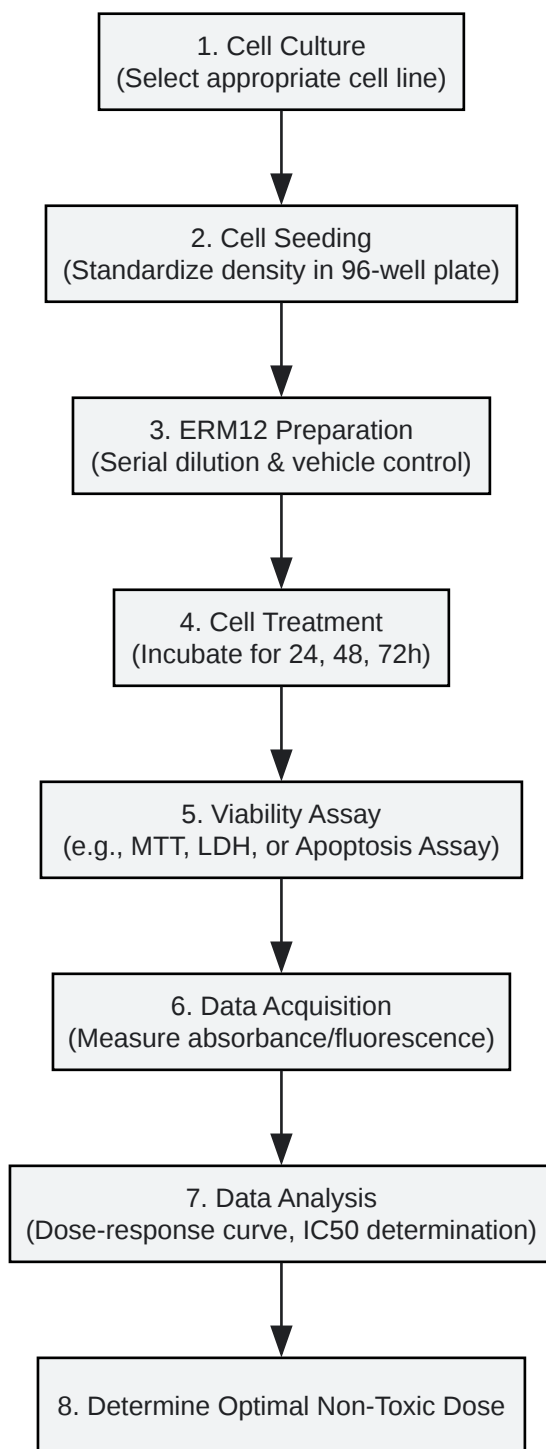 1. Cell Culture
(Select appropriate cell line)
2. Cell Seeding
(Standardize density in 96-well plate)
3. ERM12 Preparation
(Serial dilution & vehicle control)
4. Cell Treatment
(Incubate for 24, 48, 72h)
5. Viability Assay
(e.g., MTT, LDH, or Apoptosis Assay)
6. Data Acquisition
(Measure absorbance/fluorescence)
7. Data Analysis
(Dose-response curve, IC50 determination)
8. Determine Optimal Non-Toxic Dose